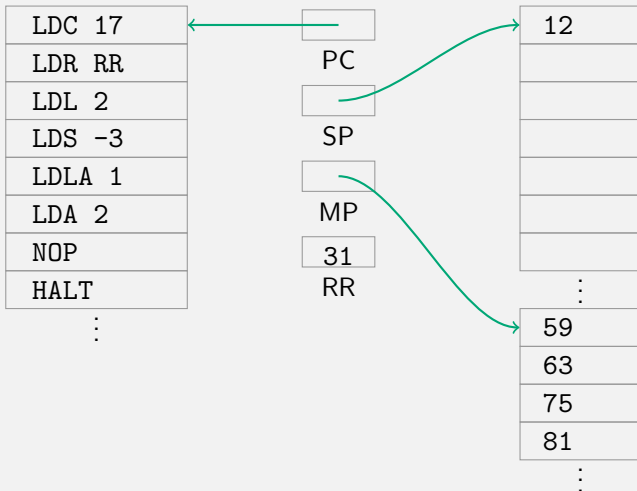 LDC 17
LDR RR
LDL 2
LDS -3
LDLA 1
LDA 2
NOP
HALT
⋮
PC
SP
MP
31
RR
12
⋮
59
63
75
81
⋮